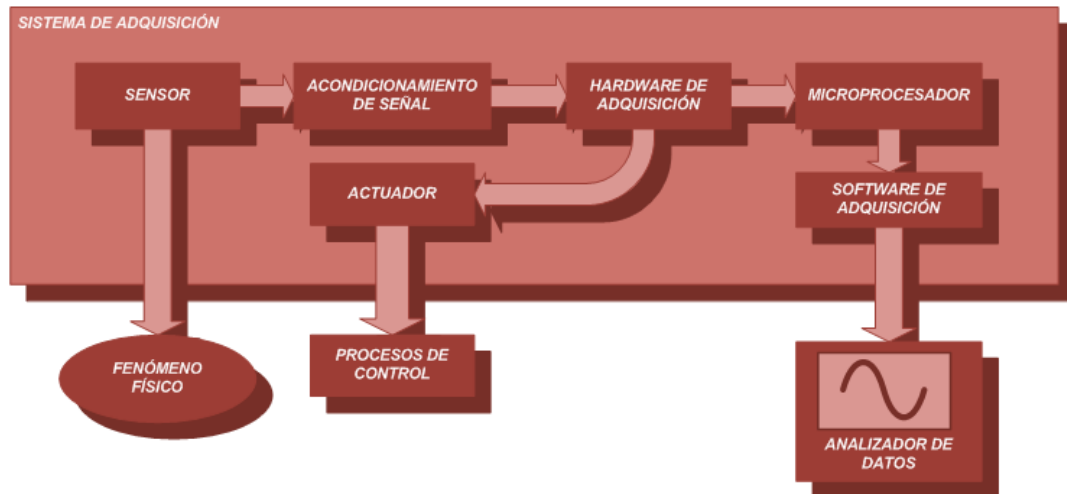 SISTEMA DE ADQUISICIÓN
SENSOR
ACONDICIONAMIENTO
DE SEÑAL
HARDWARE DE
ADQUISICIÓN
MICROPROCESADOR
ACTUADOR
SOFTWARE DE
ADQUISICIÓN
FENÓMENO
FÍSICO
PROCESOS DE
CONTROL
ANALIZADOR DE
DATOS